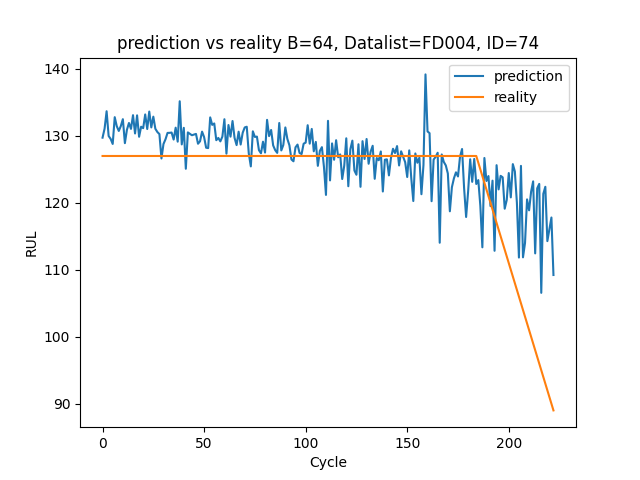 prediction vs reality B=64, Datalist=FD004, ID=74
prediction
reality
RUL
140
130
120
110
100
90
0 50 100 150 200
Cycle